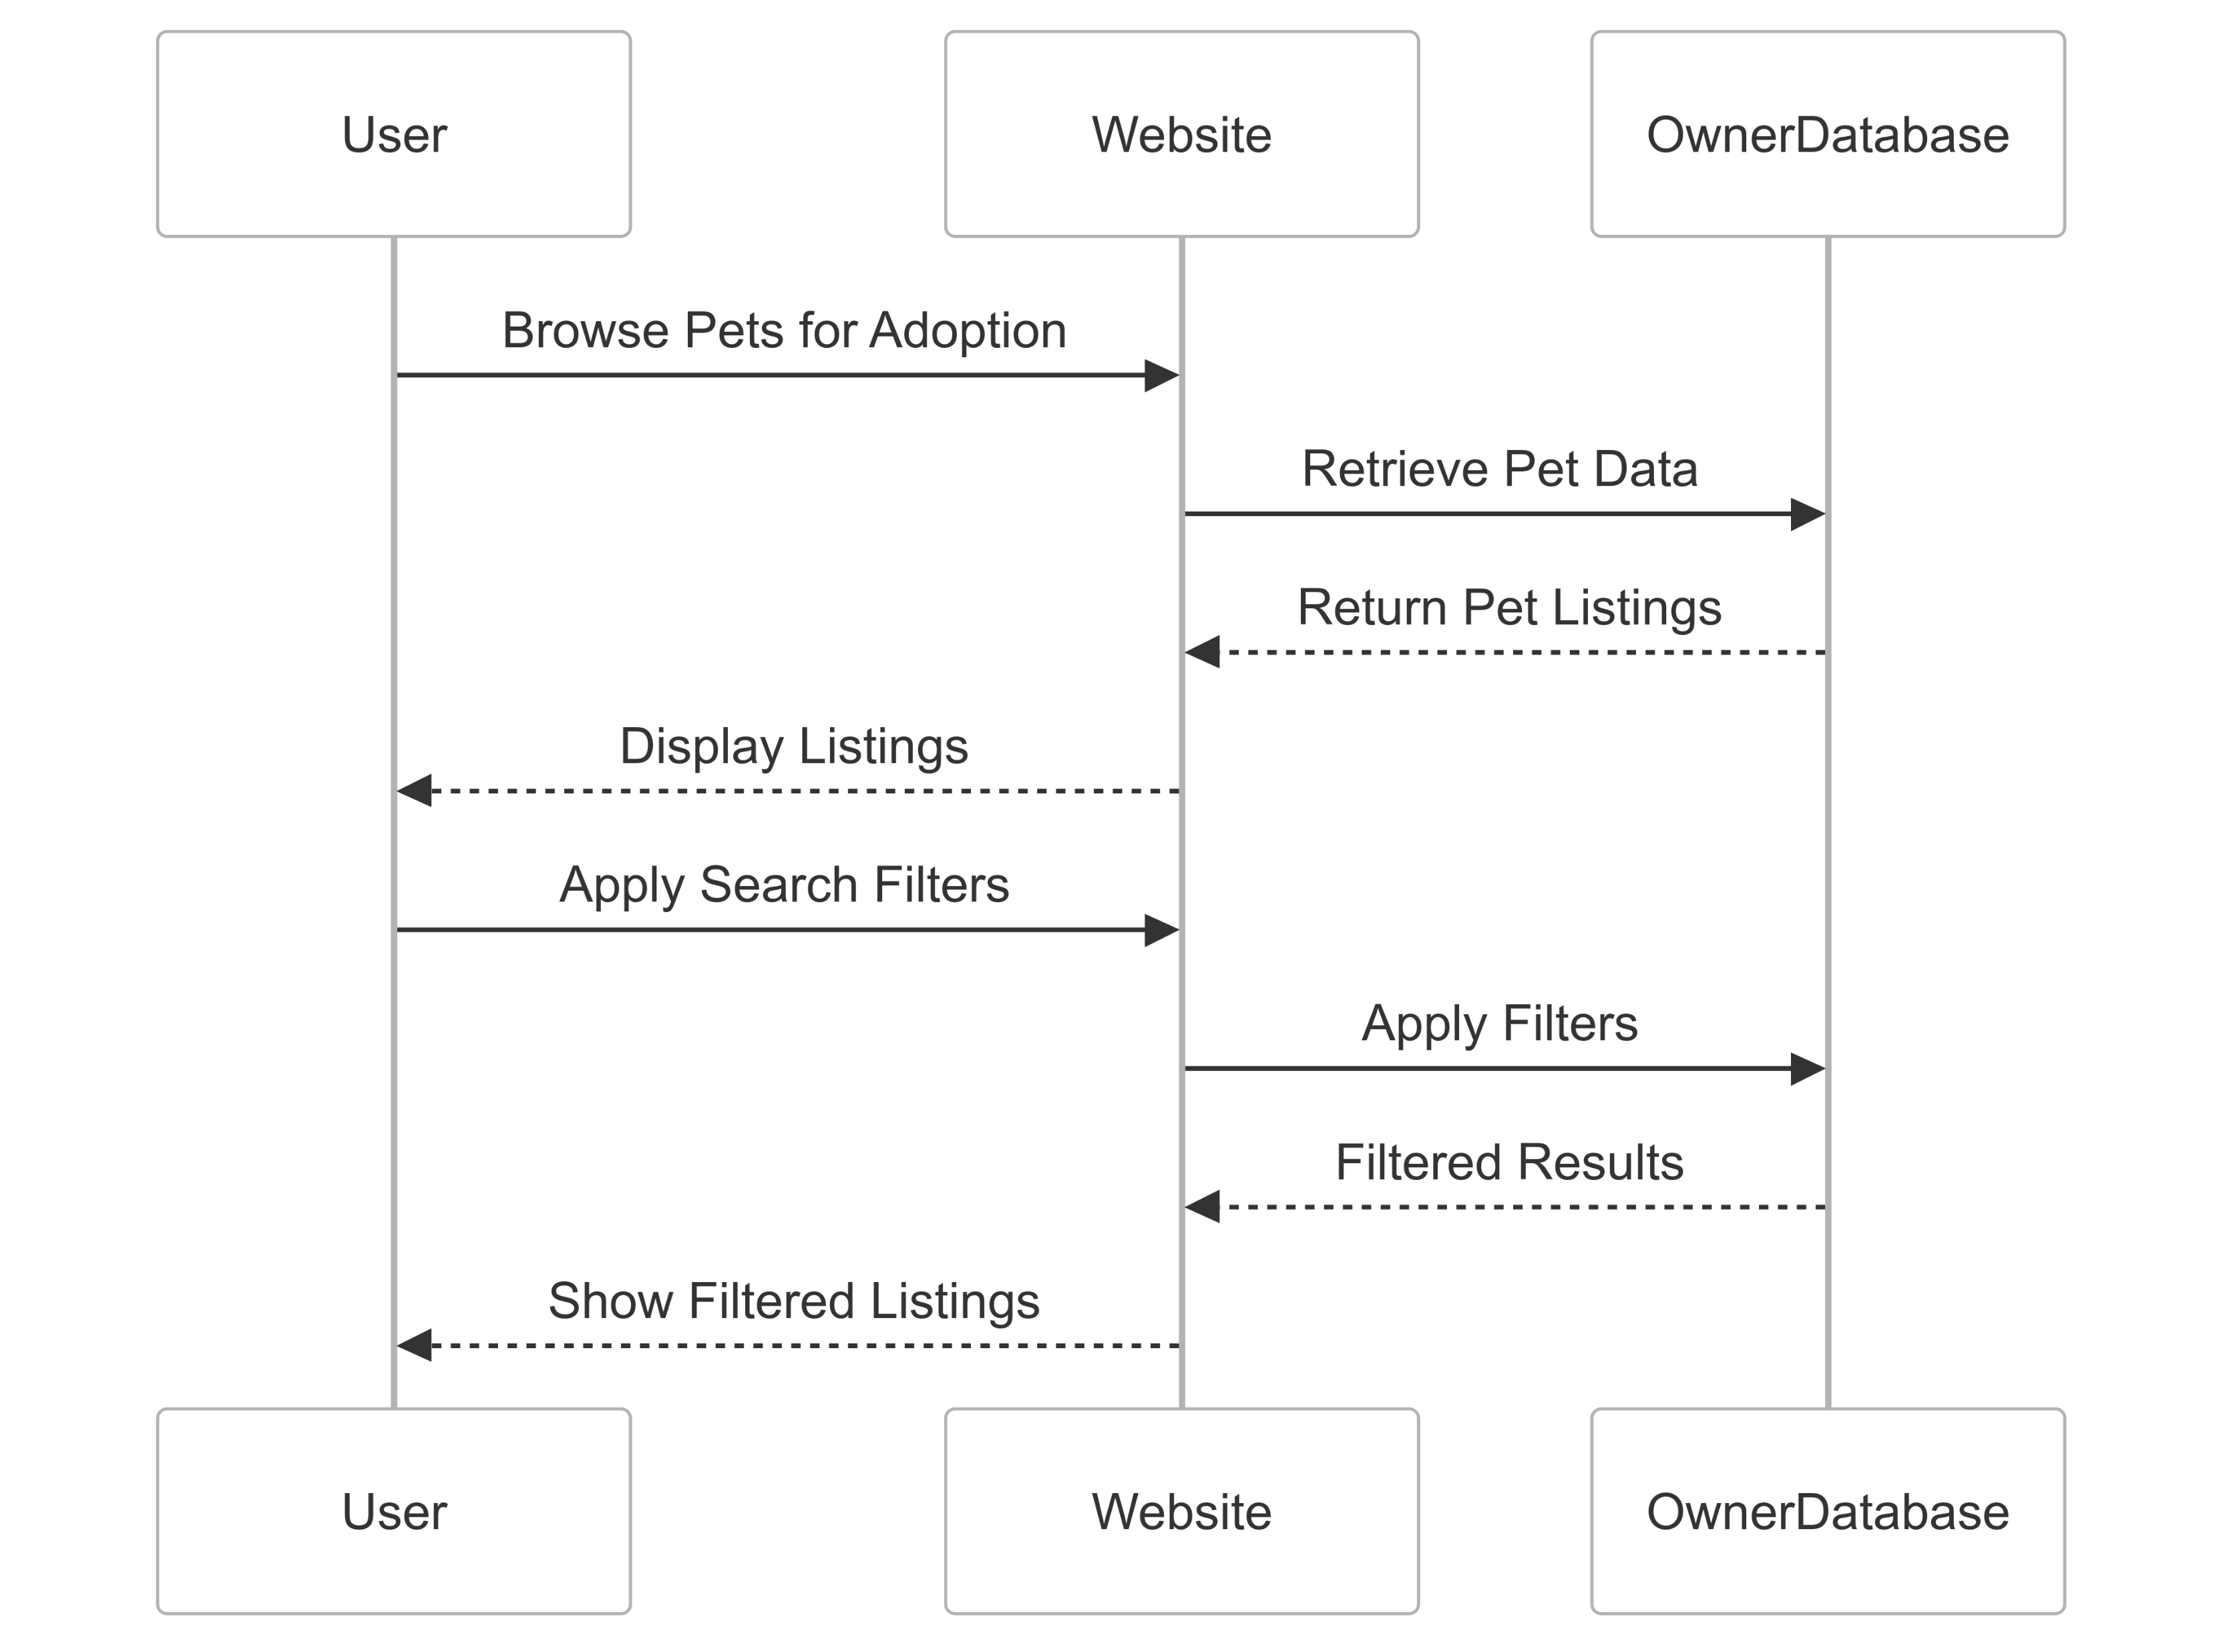 User
Website
OwnerDatabase
Browse Pets for Adoption
Retrieve Pet Data
Return Pet Listings
Display Listings
Apply Search Filters
Apply Filters
Filtered Results
Show Filtered Listings
User
Website
OwnerDatabase